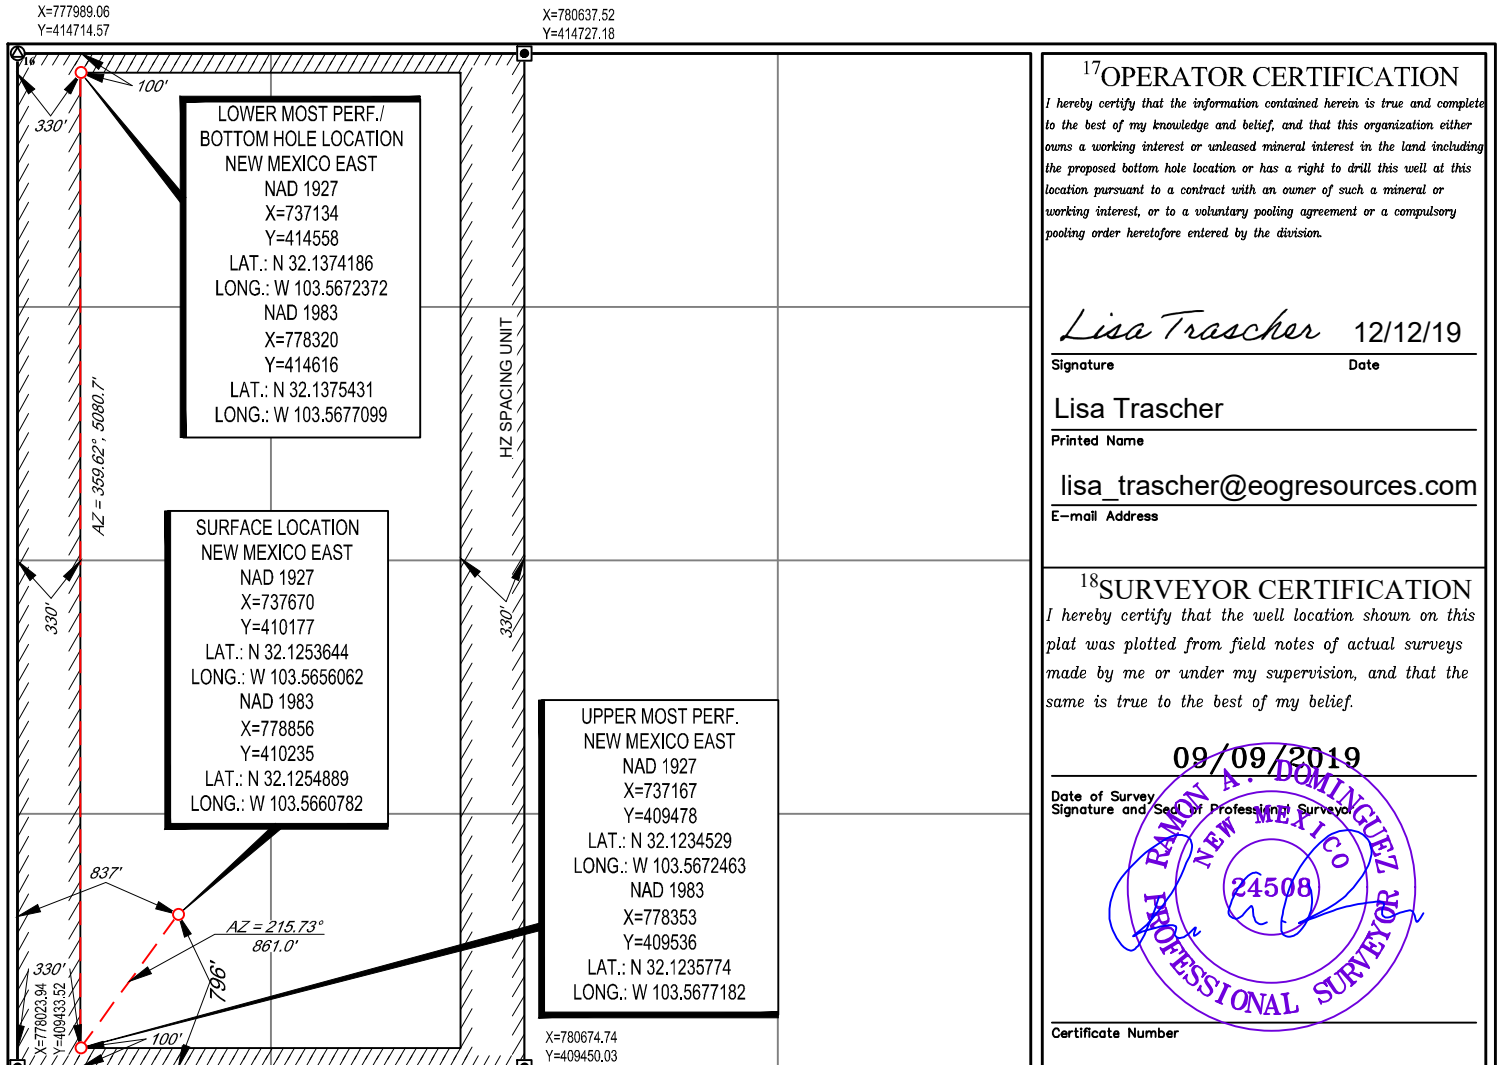 X=777989.06
Y=414714.57
X=780637.52
Y=414727.18
16
100'
330'
LOWER MOST PERF./
BOTTOM HOLE LOCATION
NEW MEXICO EAST
NAD 1927
X=737134
Y=414558
LAT.: N 32.1374186
LONG.: W 103.5672372
NAD 1983
X=778320
Y=414616
LAT.: N 32.1375431
LONG.: W 103.5677099
AZ = 359.62°, 5080.7'
HZ SPACING UNIT
330'
330'
SURFACE LOCATION
NEW MEXICO EAST
NAD 1927
X=737670
Y=410177
LAT.: N 32.1253644
LONG.: W 103.5656062
NAD 1983
X=778856
Y=410235
LAT.: N 32.1254889
LONG.: W 103.5660782
UPPER MOST PERF.
NEW MEXICO EAST
NAD 1927
X=737167
Y=409478
LAT.: N 32.1234529
LONG.: W 103.5672463
NAD 1983
X=778353
Y=409536
LAT.: N 32.1235774
LONG.: W 103.5677182
837'
AZ = 215.73°
861.0'
796'
330'
X=778023.94
Y=409433.52
100'
X=780674.74
Y=409450.03
17OPERATOR CERTIFICATION
I hereby certify that the information contained herein is true and complete
to the best of my knowledge and belief, and that this organization either
owns a working interest or unleased mineral interest in the land including
the proposed bottom hole location or has a right to drill this well at this
location pursuant to a contract with an owner of such a mineral or
working interest, or to a voluntary pooling agreement or a compulsory
pooling order heretofore entered by the division.
Lisa Trascher 12/12/19
Signature Date
Lisa Trascher
Printed Name
lisa_trascher@eogresources.com
E-mail Address
18SURVEYOR CERTIFICATION
I hereby certify that the well location shown on this
plat was plotted from field notes of actual surveys
made by me or under my supervision, and that the
same is true to the best of my belief.
09/09/2019
Date of Survey
Signature and Seal of Professional Surveyor
RAMON A. DOMINGUEZ
NEW MEXICO
24508
PROFESSIONAL SURVEYOR
Certificate Number